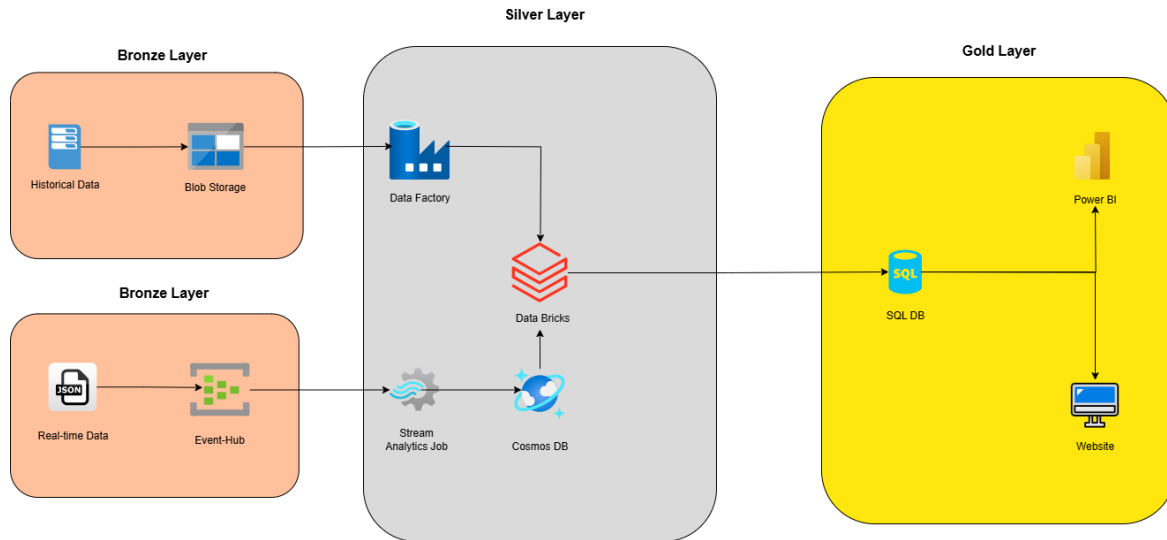 Silver Layer
Bronze Layer
Gold Layer
Historical Data
Blob Storage
Data Factory
Power BI
Bronze Layer
SQL
SQL DB
Data Bricks
JSON
Real-time Data
Event-Hub
Stream
Analytics Job
Cosmos DB
Website